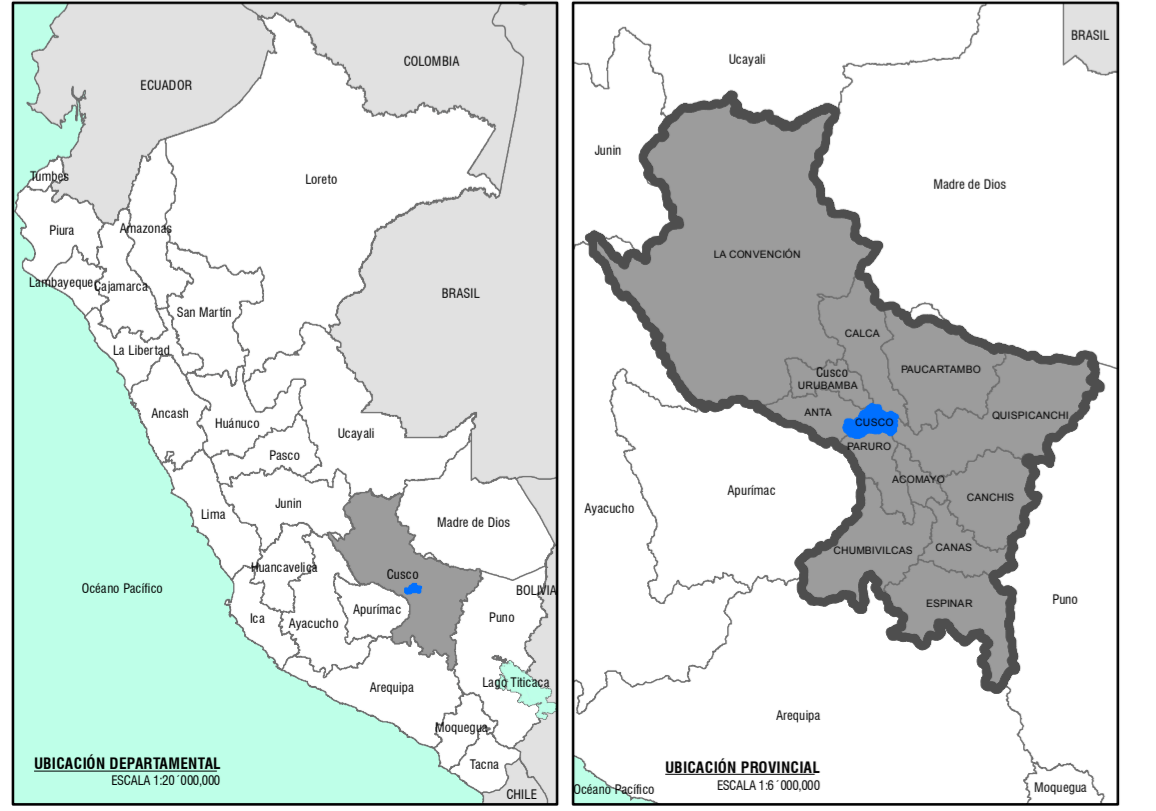 COLOMBIA
ECUADOR
Tumbes
Loreto
Piura
Amazonas
Lambayeque
Cajamarca
BRASIL
San Martín
La Libertad
Ancash
Huánuco
Ucayali
Pasco
Junin
Lima
Madre de Dios
Huancavelica
Cusco
Océano Pacífico
BOLIVIA
Ica
Ayacucho
Apurímac
Puno
Lago Titicaca
Arequipa
Moquegua
Tacna
UBICACIÓN DEPARTAMENTAL
ESCALA 1:20´000,000
CHILE
BRASIL
Ucayali
Junin
Madre de Dios
LA CONVENCIÓN
CALCA
PAUCARTAMBO
Cusco
URUBAMBA
ANTA
CUSCO
QUISPICANCHI
PARURO
ACOMAYO
CANCHIS
Apurímac
Ayacucho
CHUMBIVILCAS
CANAS
ESPINAR
Puno
Arequipa
UBICACIÓN PROVINCIAL
ESCALA 1:6´000,000
Océano Pacífico
Moquegua